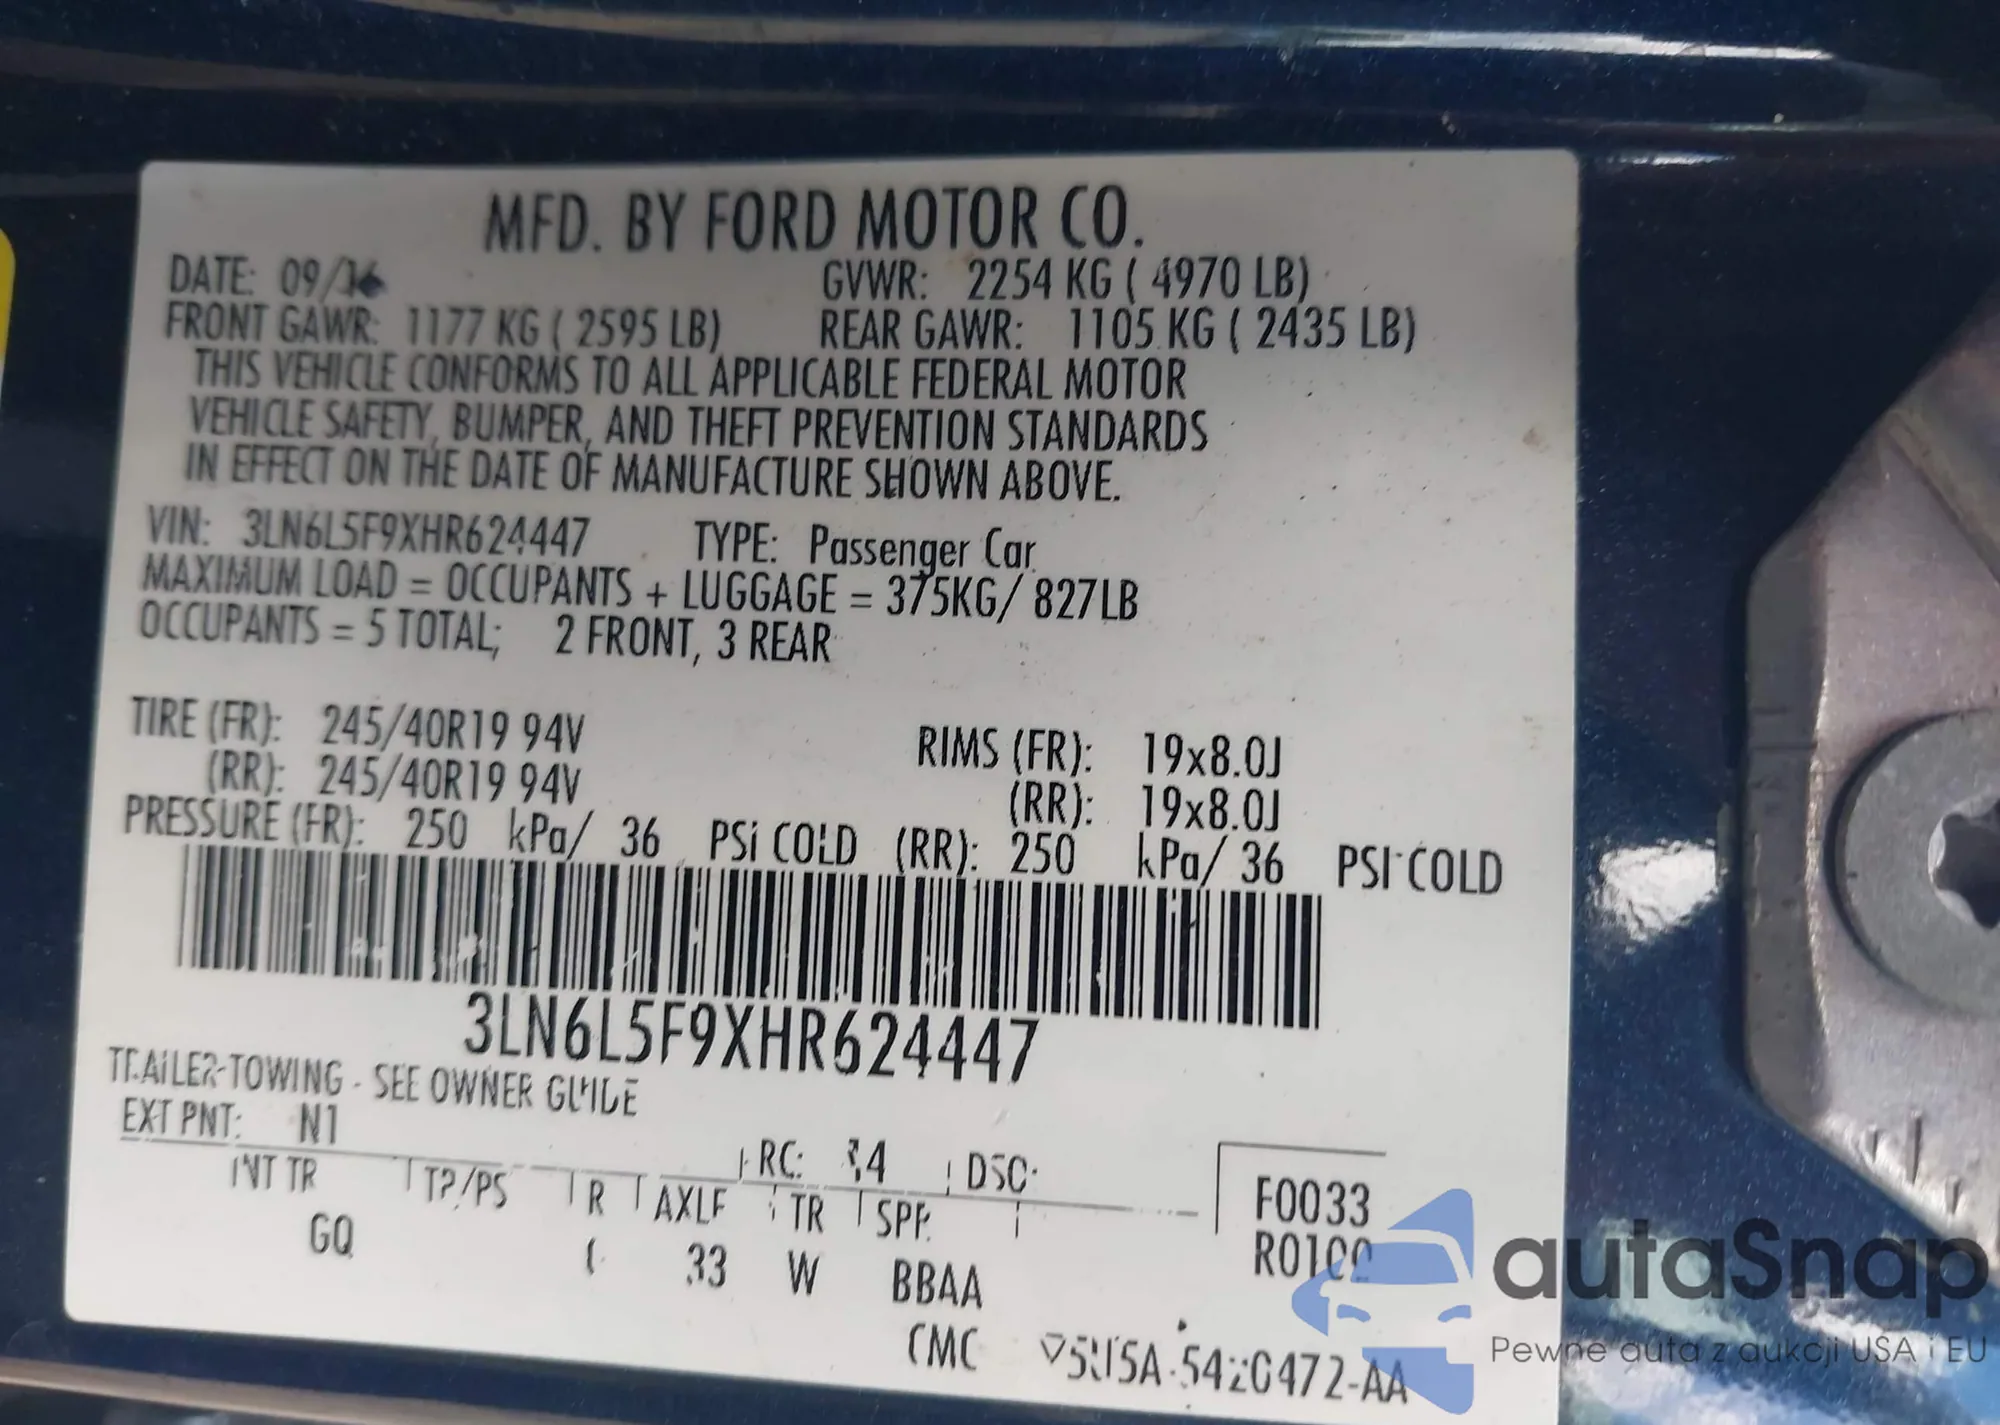 MFD. BY FORD MOTOR CO.
DATE: 09/16 GVWR: 2254 KG ( 4970 LB)
FRONT GAWR: 1177 KG ( 2595 LB) REAR GAWR: 1105 KG ( 2435 LB)
THIS VEHICLE CONFORMS TO ALL APPLICABLE FEDERAL MOTOR
VEHICLE SAFETY, BUMPER, AND THEFT PREVENTION STANDARDS
IN EFFECT ON THE DATE OF MANUFACTURE SHOWN ABOVE.
VIN: 3LN6L5F9XHR624447 TYPE: Passenger Car
MAXIMUM LOAD = OCCUPANTS + LUGGAGE = 375KG/ 827LB
OCCUPANTS = 5 TOTAL; 2 FRONT, 3 REAR
TIRE (FR): 245/40R19 94V RIMS (FR): 19x8.0J
(RR): 245/40R19 94V (RR): 19x8.0J
PRESSURE (FR): 250 kPa/ 36 PSi COLD (RR): 250 kPa/ 36 PSI COLD
3LN6L5F9XHR624447
TRAILER TOWING - SEE OWNER GUIDE
EXT PNT: N1 RC: DSO:
INT TR TP/PS R AXLE TR SPR F0033
GQ 33 W BBAA
CMC
autaSnap
Pewne auta z aukcji USA i EU